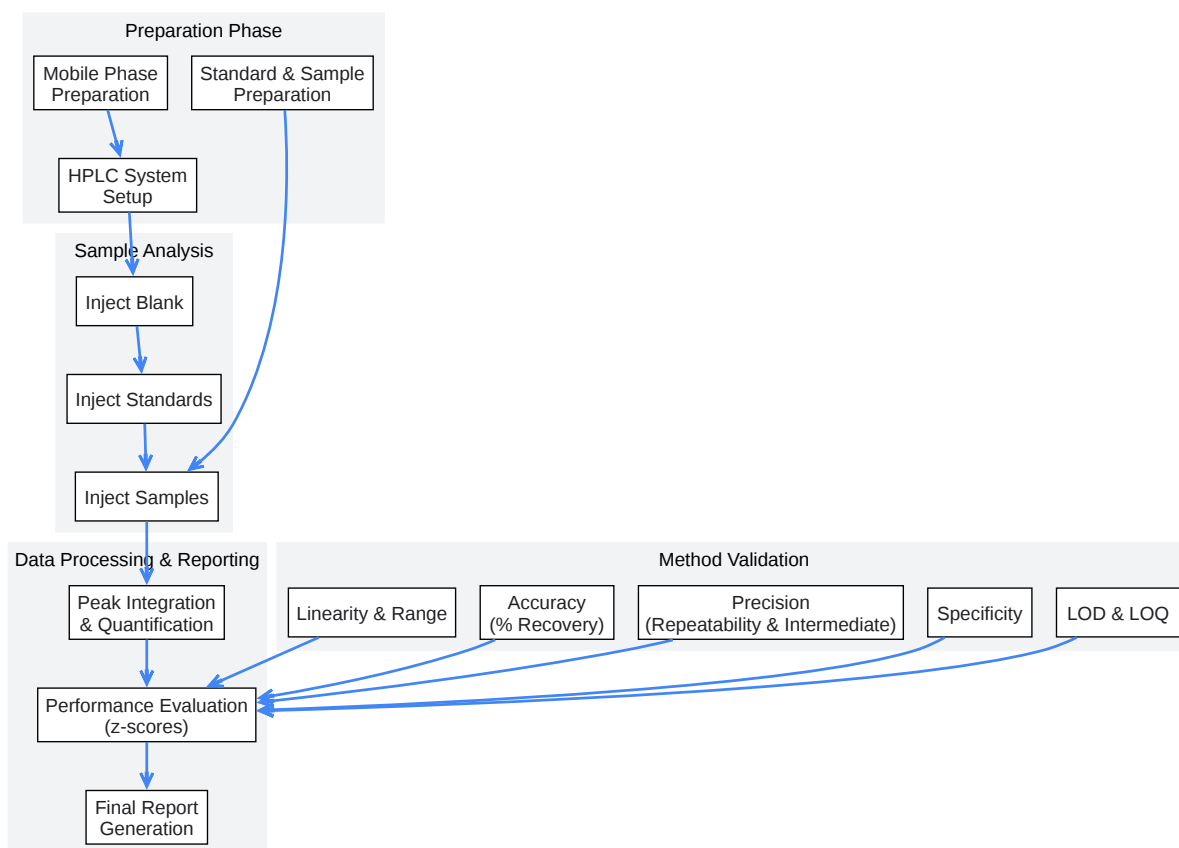 Preparation Phase
Mobile Phase
Preparation
Standard & Sample
Preparation
HPLC System
Setup
Sample Analysis
Inject Blank
Inject Standards
Inject Samples
Data Processing & Reporting
Peak Integration
& Quantification
Performance Evaluation
(z-scores)
Final Report
Generation
Method Validation
Linearity & Range
Accuracy
(% Recovery)
Precision
(Repeatability & Intermediate)
Specificity
LOD & LOQ